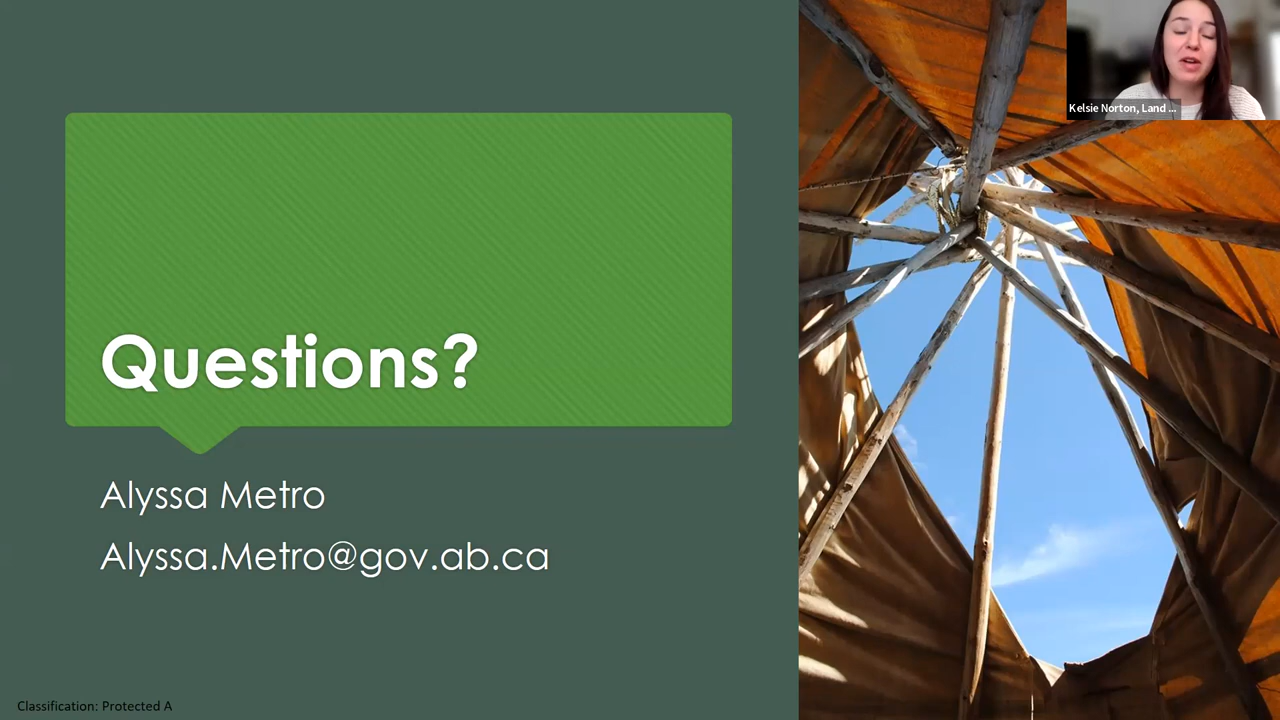 Kelsie Norton, Land ...
Questions?
Alyssa Metro
Alyssa.Metro@gov.ab.ca
Classification: Protected A